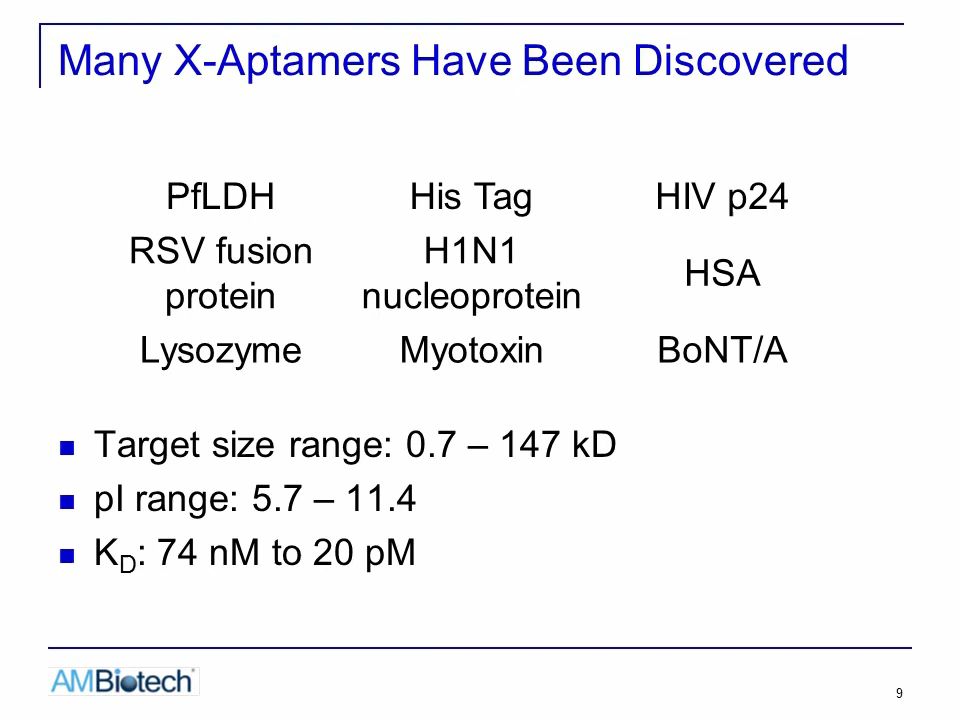 Many X-Aptamers Have Been Discovered
PfLDH His Tag HIV p24
RSV fusion protein H1N1 nucleoprotein HSA
Lysozyme Myotoxin BoNT/A
Target size range: 0.7 – 147 kD
pI range: 5.7 – 11.4
KD: 74 nM to 20 pM
AMBiotech
9